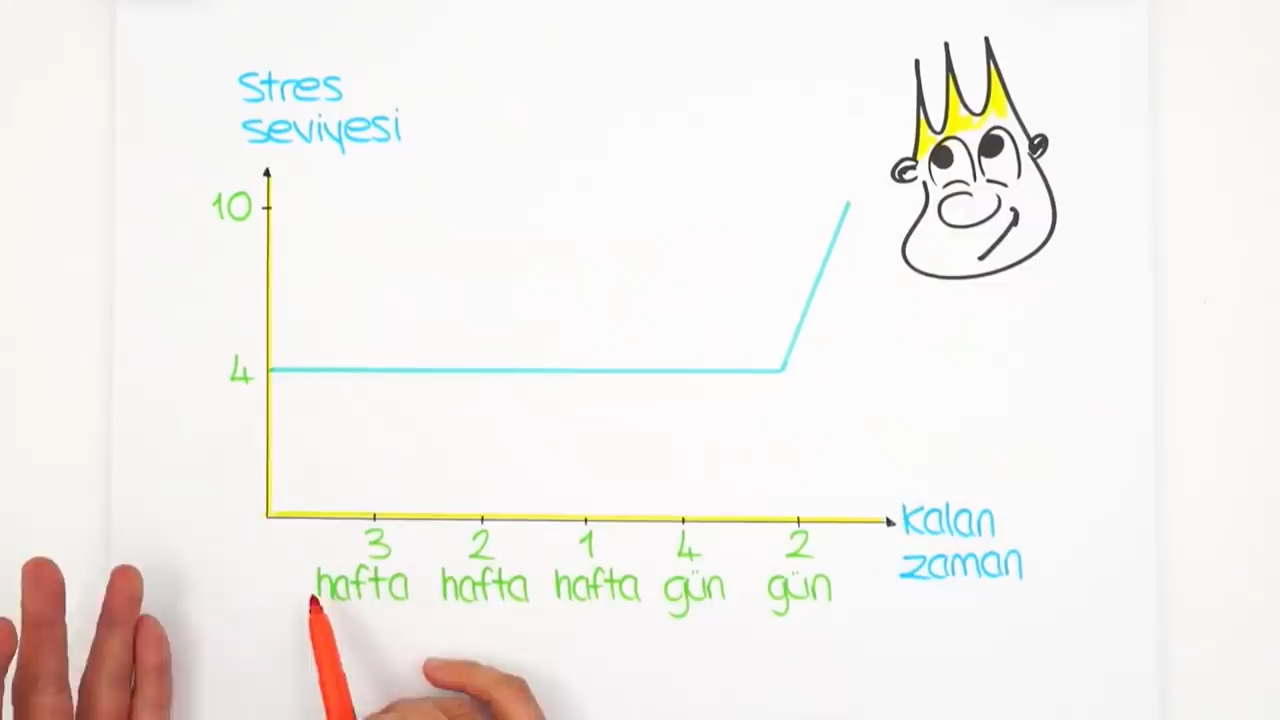 Stres
seviyesi
10
4
3 2 1 4 2
hafta hafta hafta gün gün
kalan
zaman